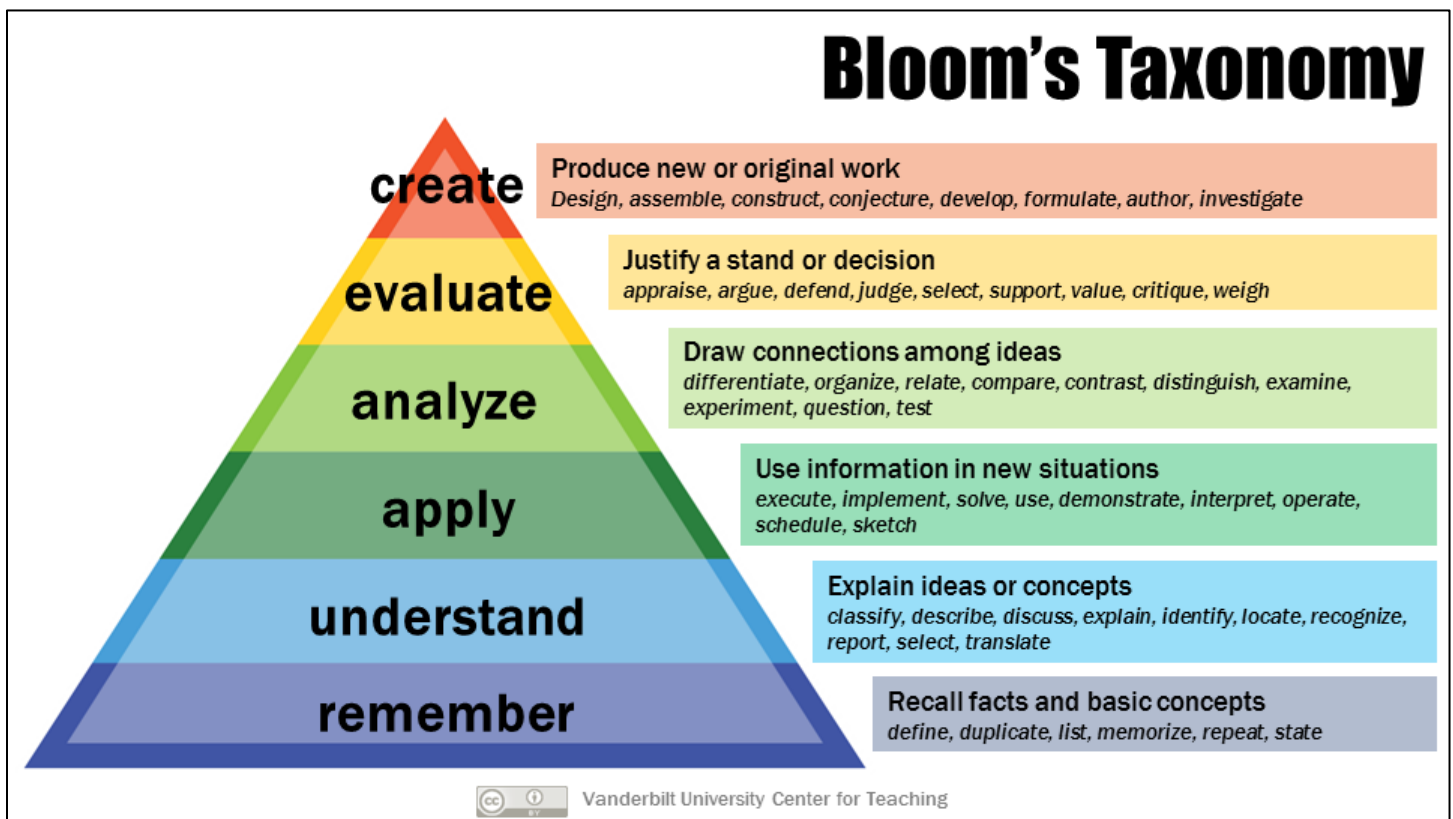 Bloom's Taxonomy
create
Produce new or original work
Design, assemble, construct, conjecture, develop, formulate, author, investigate
evaluate
Justify a stand or decision
appraise, argue, defend, judge, select, support, value, critique, weigh
analyze
Draw connections among ideas
differentiate, organize, relate, compare, contrast, distinguish, examine,
experiment, question, test
apply
Use information in new situations
execute, implement, solve, use, demonstrate, interpret, operate,
schedule, sketch
understand
Explain ideas or concepts
classify, describe, discuss, explain, identify, locate, recognize,
report, select, translate
remember
Recall facts and basic concepts
define, duplicate, list, memorize, repeat, state
cc BY
Vanderbilt University Center for Teaching